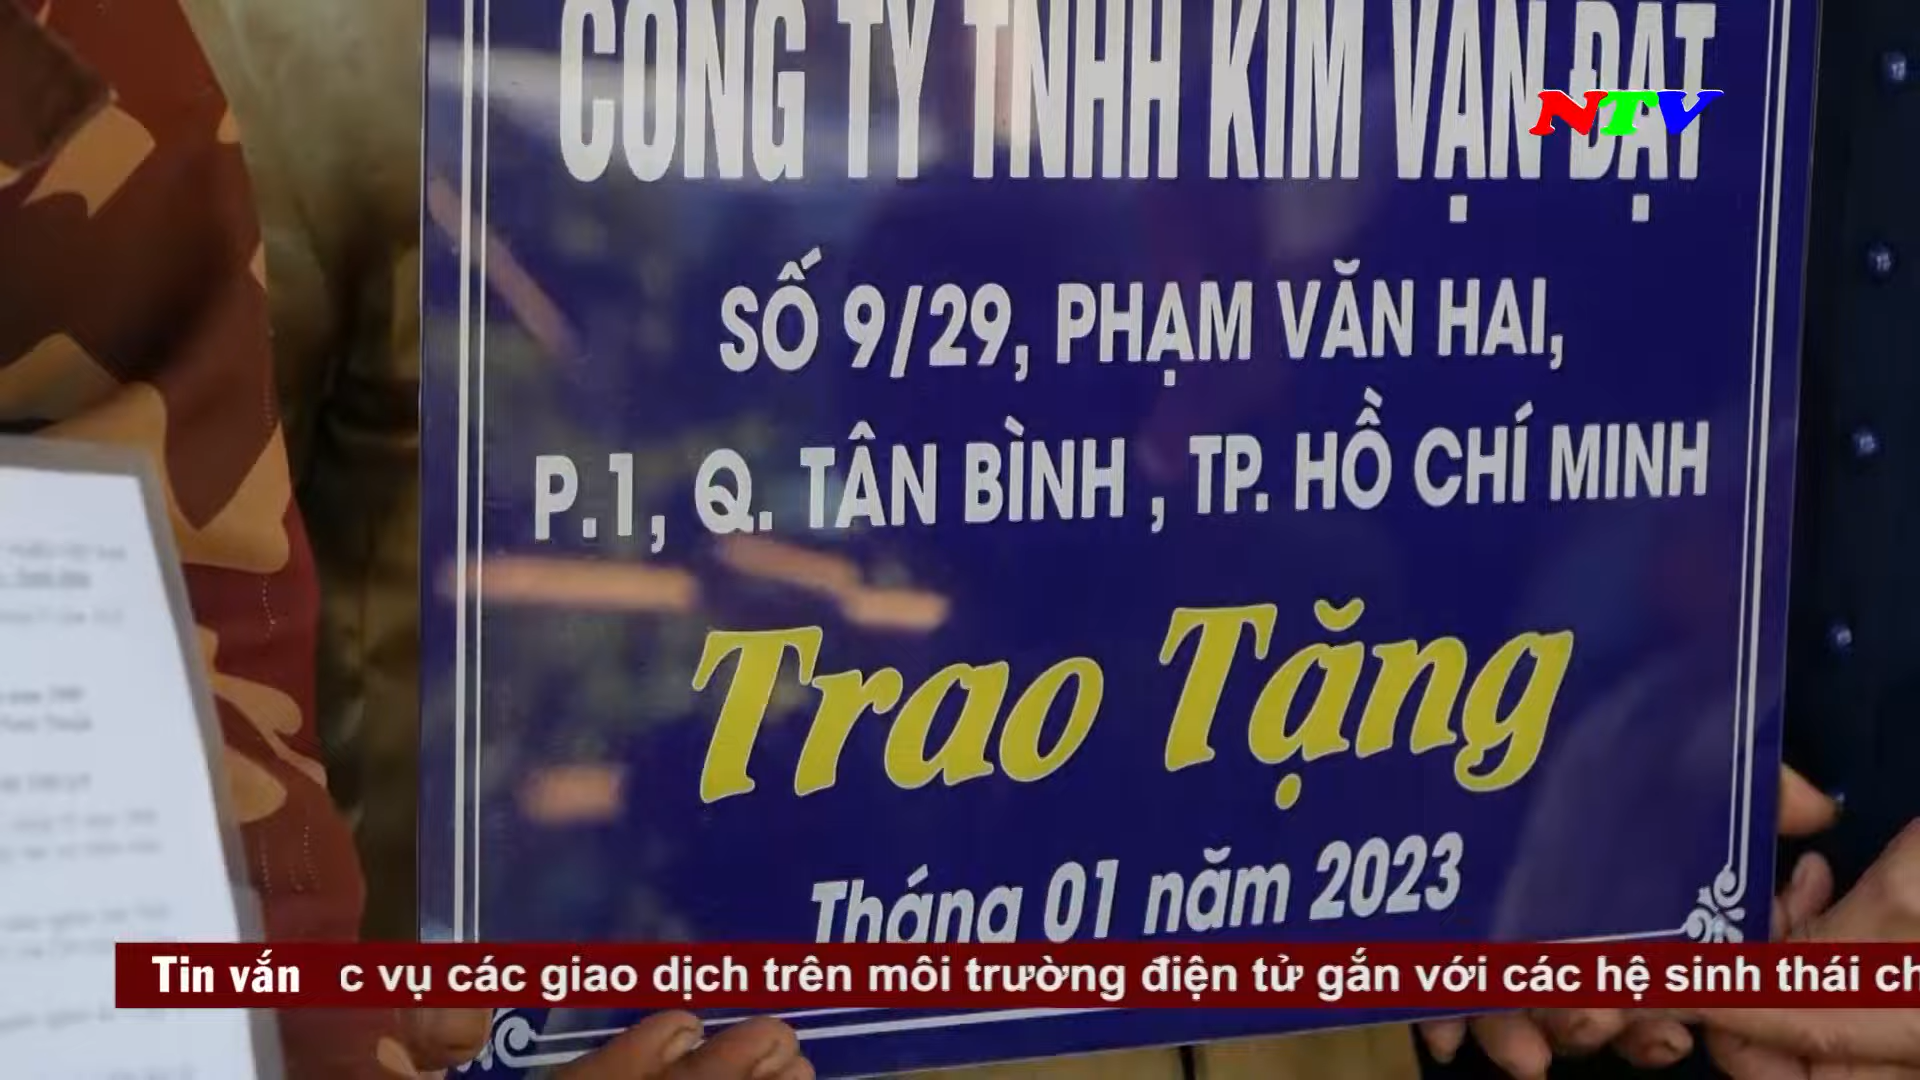 CÔNG TY TNHH KIM VẠN ĐẠT
NTV
SỐ 9/29, PHẠM VĂN HAI,
P.1, Q. TÂN BÌNH , TP. HỒ CHÍ MINH
Trao Tặng
Tháng 01 năm 2023
Tin vắn c vụ các giao dịch trên môi trường điện tử gắn với các hệ sinh thái ch